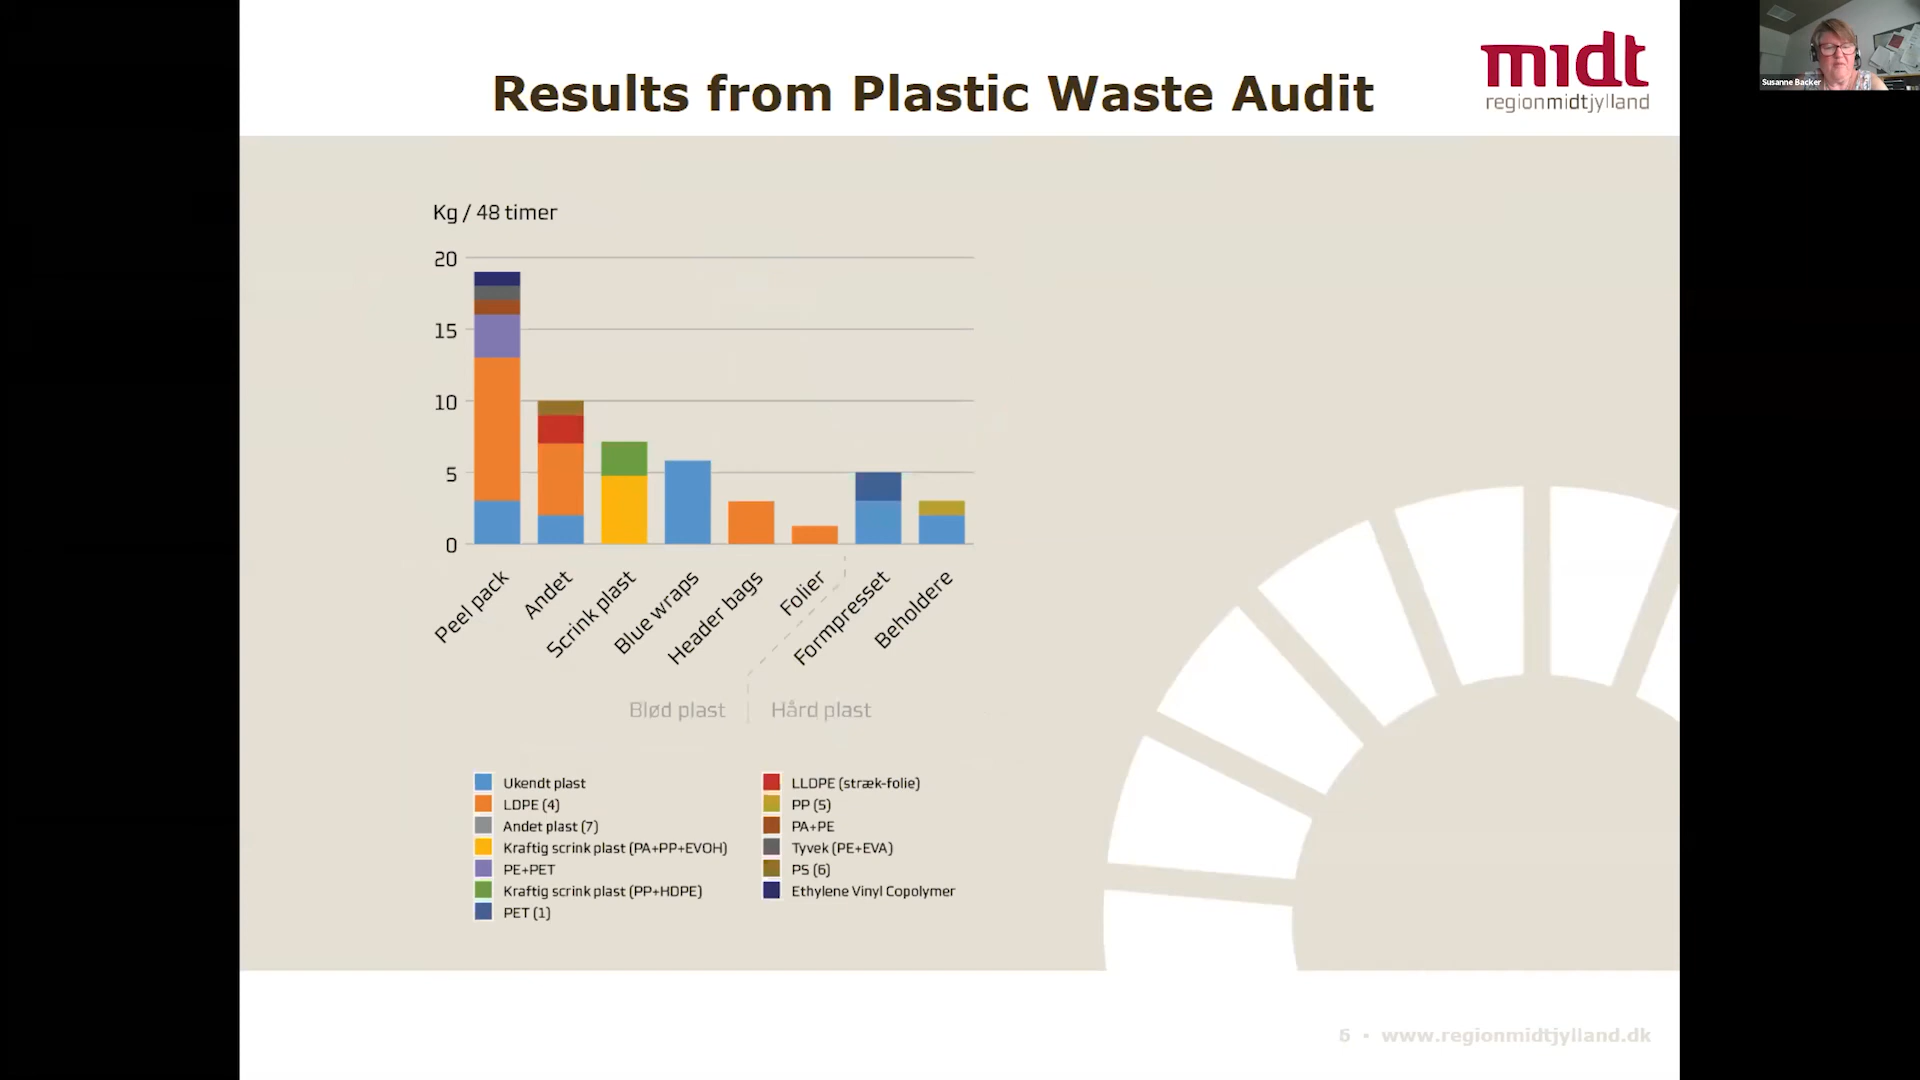 Results from Plastic Waste Audit
midt
regionmidtjylland
Susanne Backer
Kg / 48 timer
20
15
10
5
0
Peel pack
Andet
Scrink plast
Blue wraps
Header bags
Folier
Formpresset
Beholdere
Blød plast
Hård plast
Ukendt plast
LDPE (4)
Andet plast (7)
Kraftig scrink plast (PA+PP+EVOH)
PE+PET
Kraftig scrink plast (PP+HDPE)
PET (1)
LLDPE (stræk-folie)
PP (5)
PA+PE
Tyvek (PE+EVA)
PS (6)
Ethylene Vinyl Copolymer
6 • www.regionmidtjylland.dk